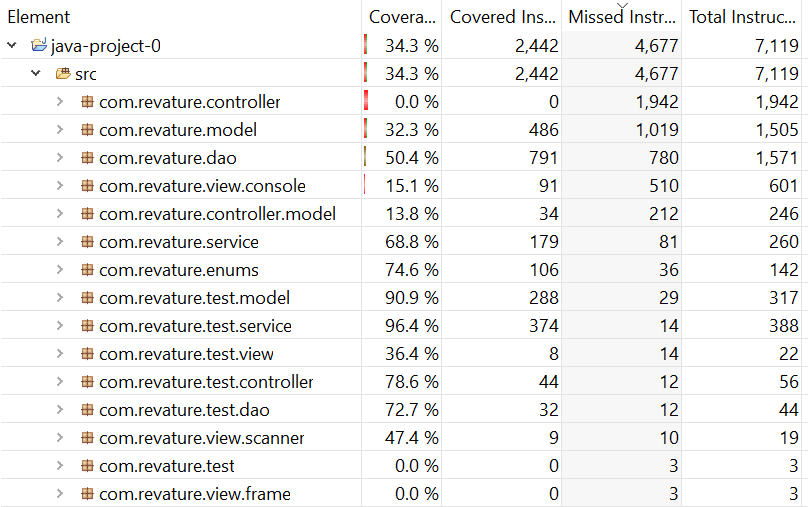 Element Covera... Covered Ins... Missed Instr... Total Instruc...
java-project-0 34.3 % 2,442 4,677 7,119
src 34.3 % 2,442 4,677 7,119
com.revature.controller 0.0 % 0 1,942 1,942
com.revature.model 32.3 % 486 1,019 1,505
com.revature.dao 50.4 % 791 780 1,571
com.revature.view.console 15.1 % 91 510 601
com.revature.controller.model 13.8 % 34 212 246
com.revature.service 68.8 % 179 81 260
com.revature.enums 74.6 % 106 36 142
com.revature.test.model 90.9 % 288 29 317
com.revature.test.service 96.4 % 374 14 388
com.revature.test.view 36.4 % 8 14 22
com.revature.test.controller 78.6 % 44 12 56
com.revature.test.dao 72.7 % 32 12 44
com.revature.view.scanner 47.4 % 9 10 19
com.revature.test 0.0 % 0 3 3
com.revature.view.frame 0.0 % 0 3 3